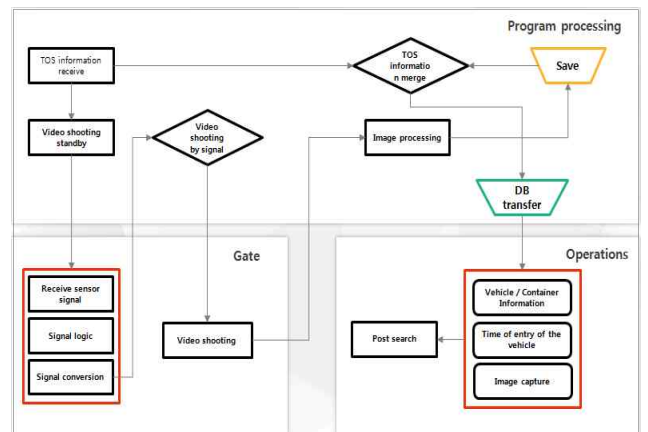 Program processing
TOS information
receive
TOS
informatio
n merge
Save
Video shooting
standby
Video
shooting
by signal
Image processing
DB
transfer
Gate
Operations
Receive sensor
signal
Signal logic
Signal conversion
Video shooting
Post search
Vehicle / Container
Information
Time of entry of the
vehicle
Image capture